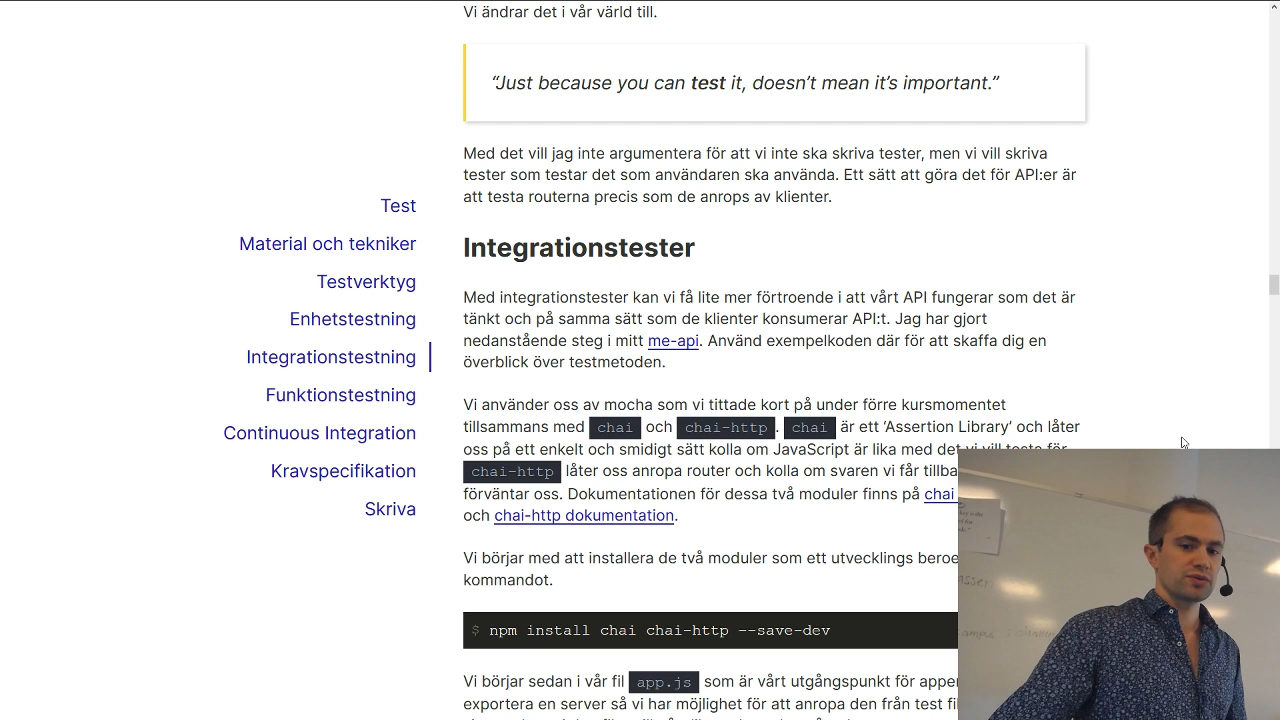 Vi ändrar det i vår värld till.
“Just because you can test it, doesn’t mean it’s important.”
Med det vill jag inte argumentera för att vi inte ska skriva tester, men vi vill skriva
tester som testar det som användaren ska använda. Ett sätt att göra det för API:er är
att testa routerna precis som de anrops av klienter.
Test
Material och tekniker
Testverktyg
Enhetstestning
Integrationstestning
Funktionstestning
Continuous Integration
Kravspecifikation
Skriva
Integrationstester
Med integrationstester kan vi få lite mer förtroende i att vårt API fungerar som det är
tänkt och på samma sätt som de klienter konsumerar API:t. Jag har gjort
nedanstående steg i mitt me-api. Använd exempelkoden där för att skaffa dig en
överblick över testmetoden.
Vi använder oss av mocha som vi tittade kort på under förre kursmomentet
tillsammans med chai och chai-http. chai är ett ‘Assertion Library’ och låter
oss på ett enkelt och smidigt sätt kolla om JavaScript är lika med det vi vill testa för.
chai-http låter oss anropa router och kolla om svaren vi får tillba
förväntar oss. Dokumentationen för dessa två moduler finns på chai
och chai-http dokumentation.
Vi börjar med att installera de två moduler som ett utvecklings beroe
kommandot.
$ npm install chai chai-http --save-dev
Vi börjar sedan i vår fil app.js som är vårt utgångspunkt för apper
exportera en server så vi har möjlighet för att anropa den från test fil